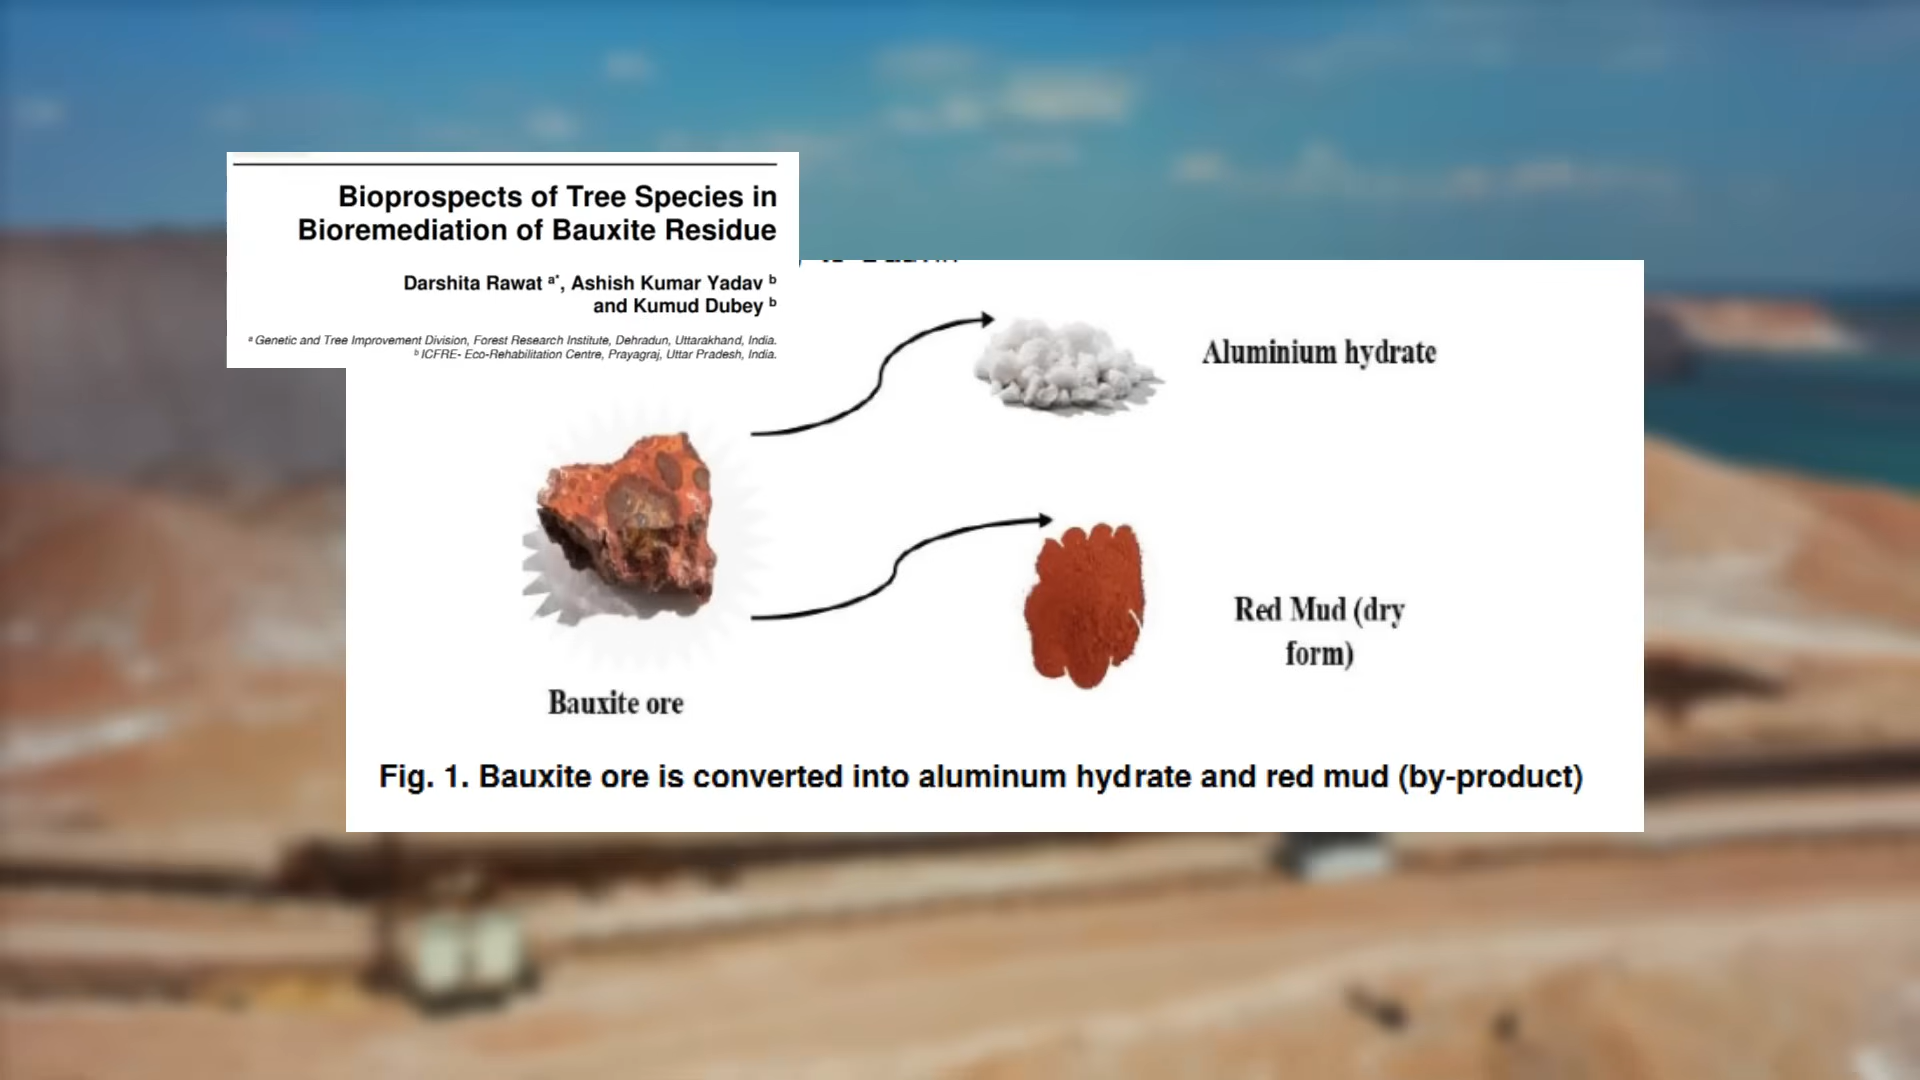 Bioprospects of Tree Species in
Bioremediation of Bauxite Residue
Darshita Rawat a*, Ashish Kumar Yadav b
and Kumud Dubey b
a Genetic and Tree Improvement Division, Forest Research Institute, Dehradun, Uttarakhand, India.
b ICFRE- Eco-Rehabilitation Centre, Prayagraj, Uttar Pradesh, India.
Aluminium hydrate
Red Mud (dry
form)
Bauxite ore
Fig. 1. Bauxite ore is converted into aluminum hydrate and red mud (by-product)